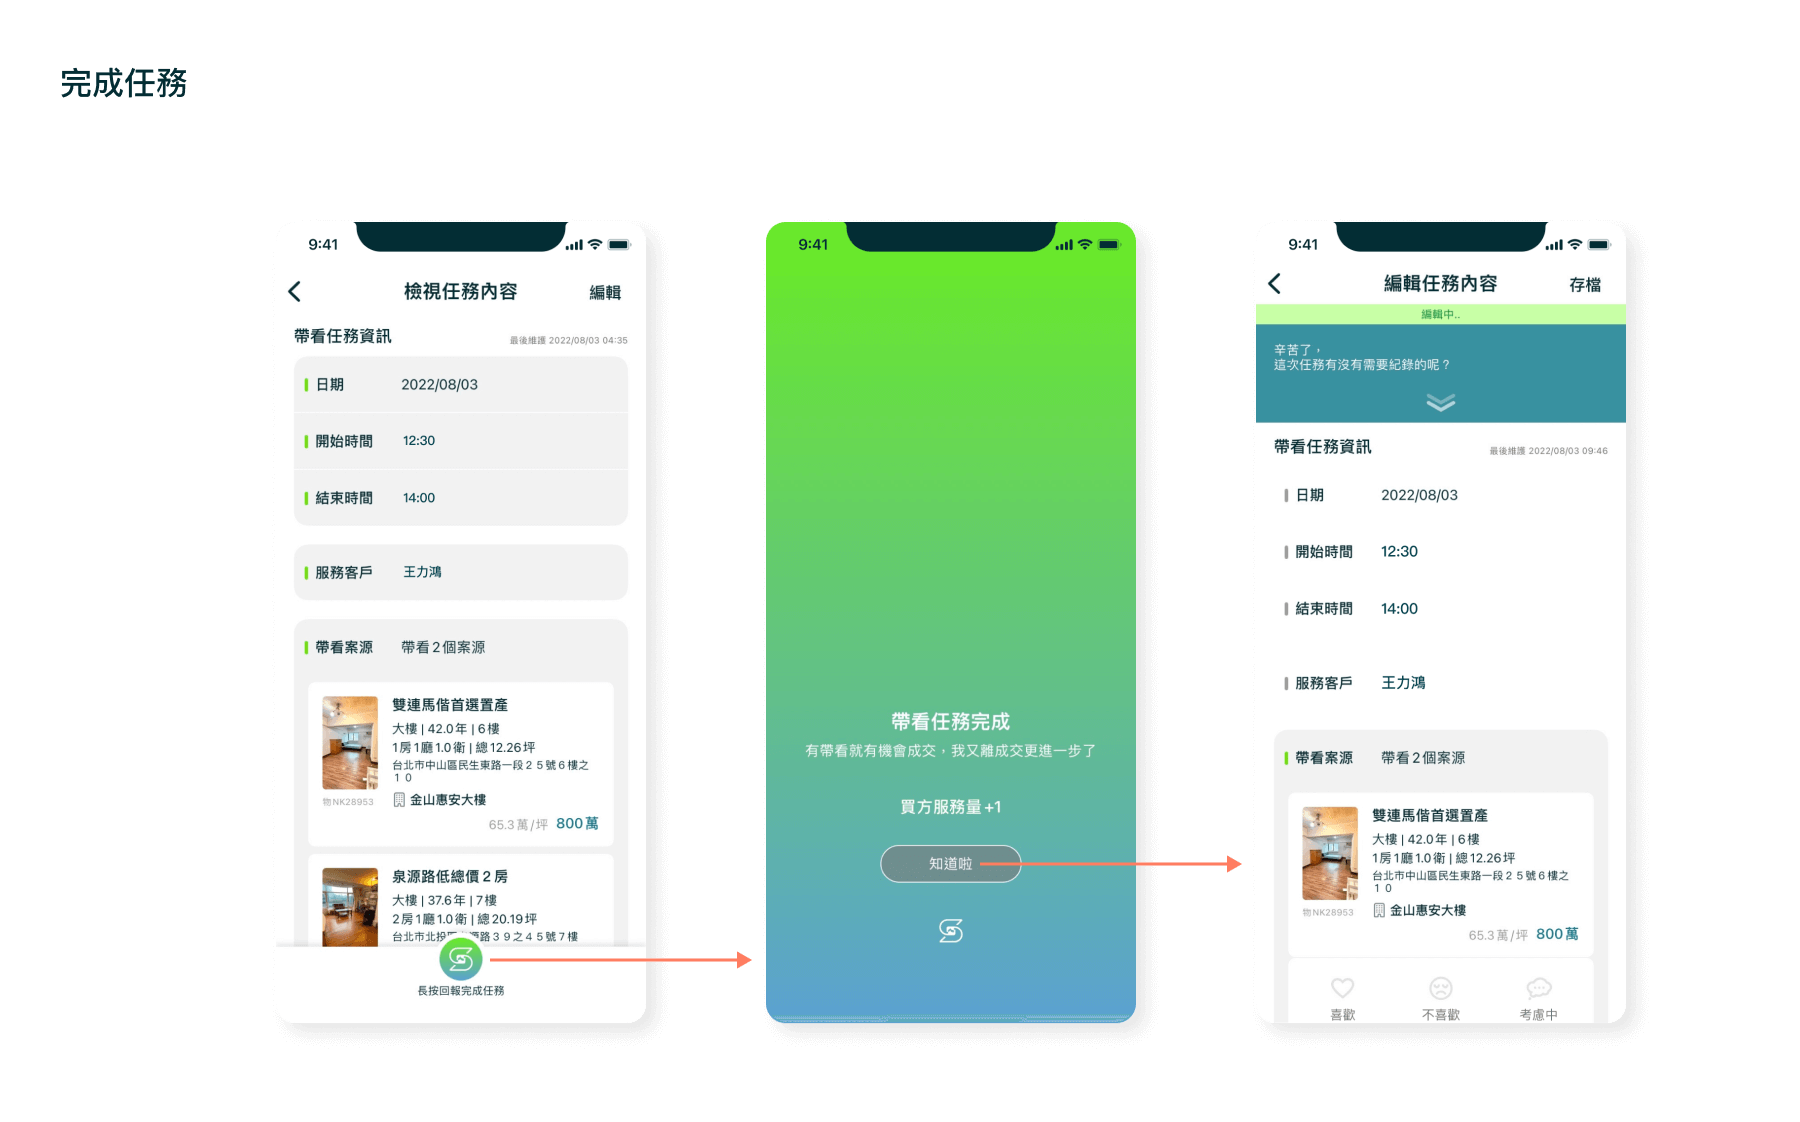 完成任務
9:41
檢視任務內容
編輯
帶看任務資訊
最後維護 2022/08/03 04:35
日期
2022/08/03
開始時間
12:30
結束時間
14:00
服務客戶
王力鴻
帶看案源
帶看2個案源
雙連馬偕首選置產
大樓 | 42.0年 | 6樓
1房1廳1.0衛 | 總12.26坪
台北市中山區民生東路一段２５號６樓之
１０
物NK28953
金山惠安大樓
65.3萬/坪 800萬
泉源路低總價２房
大樓 | 37.6年 | 7樓
2房1廳1.0衛 | 總20.19坪
台北市北投 源路３９之４５號７樓
長按回報完成任務
9:41
帶看任務完成
有帶看就有機會成交，我又離成交更進一步了
買方服務量+1
知道啦
9:41
編輯任務內容
存檔
編輯中..
辛苦了，
這次任務有沒有需要紀錄的呢？
帶看任務資訊
最後維護 2022/08/03 09:46
日期
2022/08/03
開始時間
12:30
結束時間
14:00
服務客戶
王力鴻
帶看案源
帶看2個案源
雙連馬偕首選置產
大樓 | 42.0年 | 6樓
1房1廳1.0衛 | 總12.26坪
台北市中山區民生東路一段２５號６樓之
１０
物NK28953
金山惠安大樓
65.3萬/坪 800萬
喜歡
不喜歡
考慮中